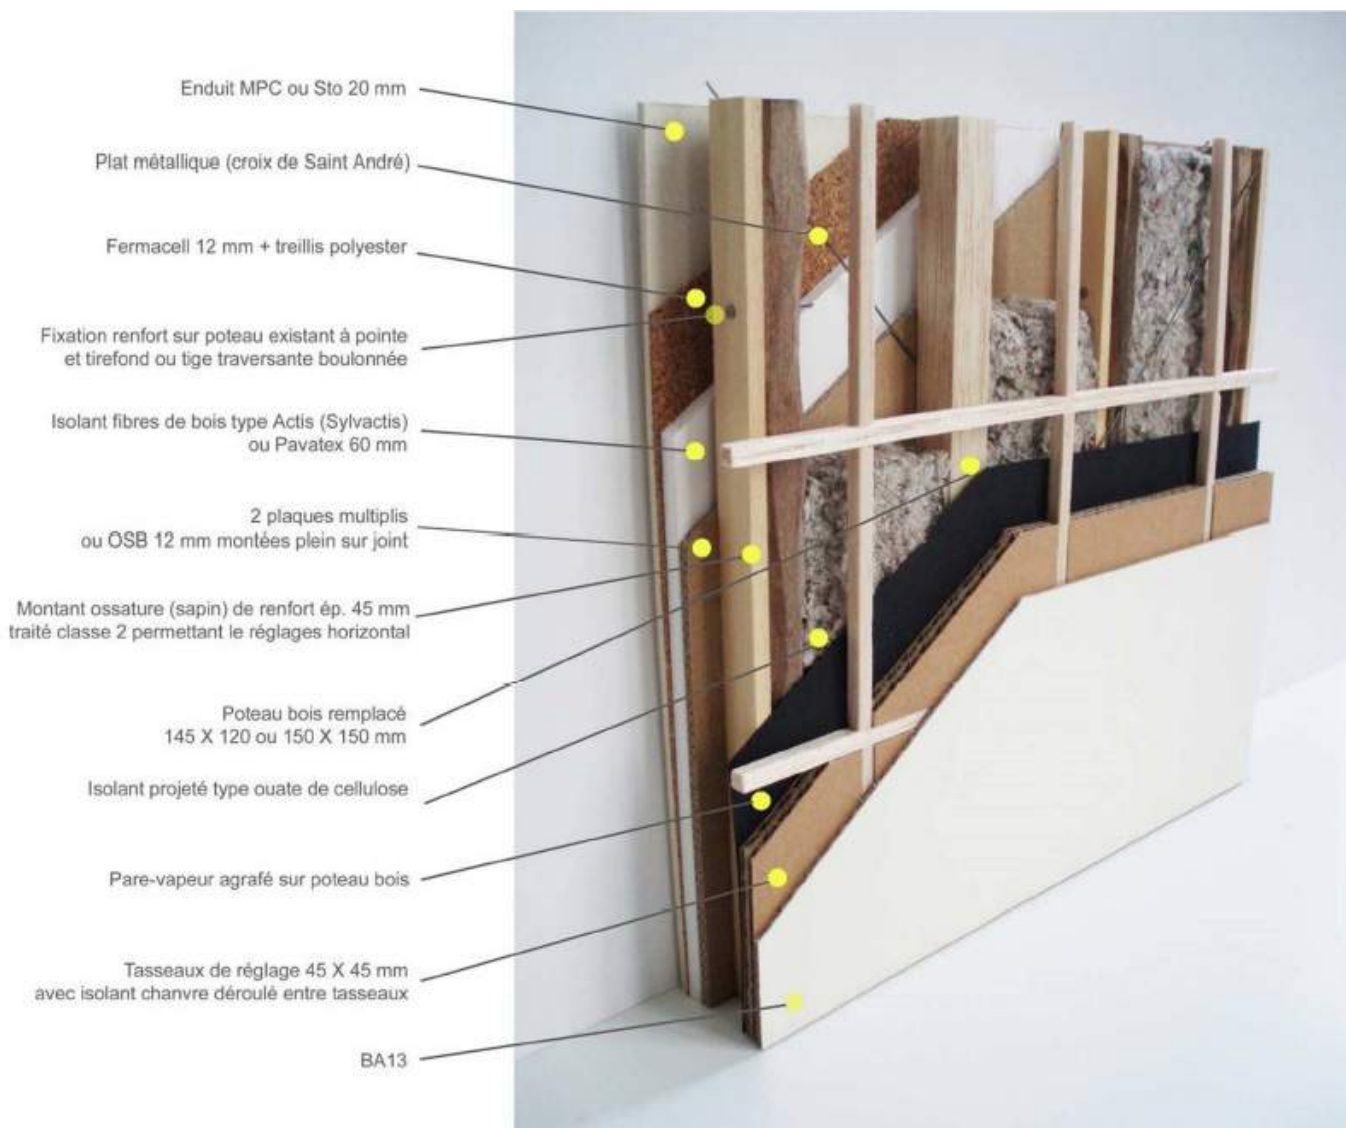 Enduit MPC ou Sto 20 mm
Plat métallique (croix de Saint André)
Fermacell 12 mm + treillis polyester
Fixation renfort sur poteau existant à pointe
et tirefond ou tige traversante boulonnée
Isolant fibres de bois type Actis (Sylvactis)
ou Pavatex 60 mm
2 plaques multiplis
ou OSB 12 mm montées plein sur joint
Montant ossature (sapin) de renfort ép. 45 mm
traité classe 2 permettant le réglages horizontal
Poteau bois remplacé
145 X 120 ou 150 X 150 mm
Isolant projeté type ouate de cellulose
Pare-vapeur agrafé sur poteau bois
Tasseaux de réglage 45 X 45 mm
avec isolant chanvre déroulé entre tasseaux
BA13